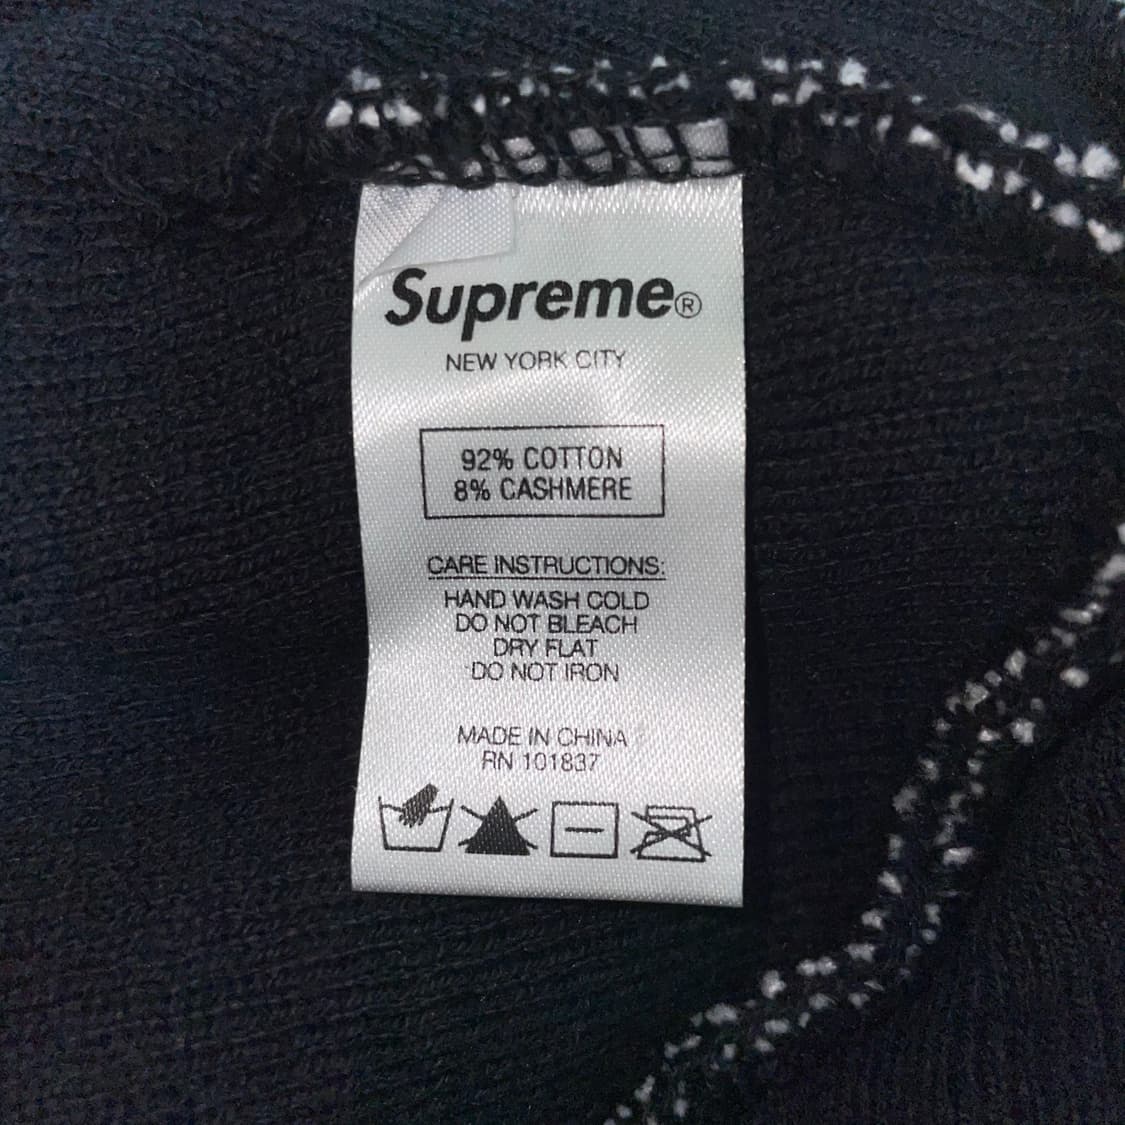 Supreme®
NEW YORK CITY
92% COTTON
8% CASHMERE
CARE INSTRUCTIONS:
HAND WASH COLD
DO NOT BLEACH
DRY FLAT
DO NOT IRON
MADE IN CHINA
RN 101837